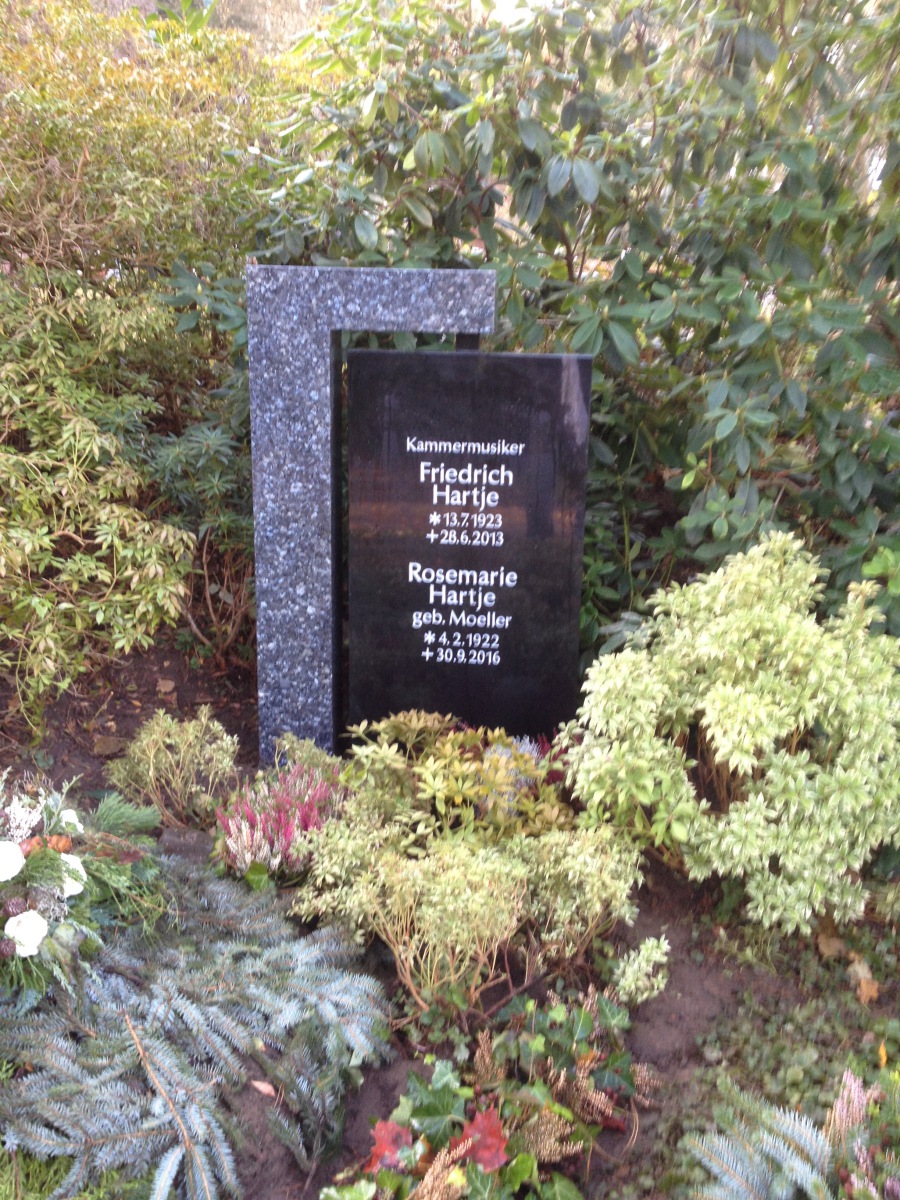 Kammermusiker
Friedrich
Hartje
* 13.7.1923
+ 28.6.2013
Rosemarie
Hartje
geb. Moeller
* 4.2.1922
+ 30.9.2016